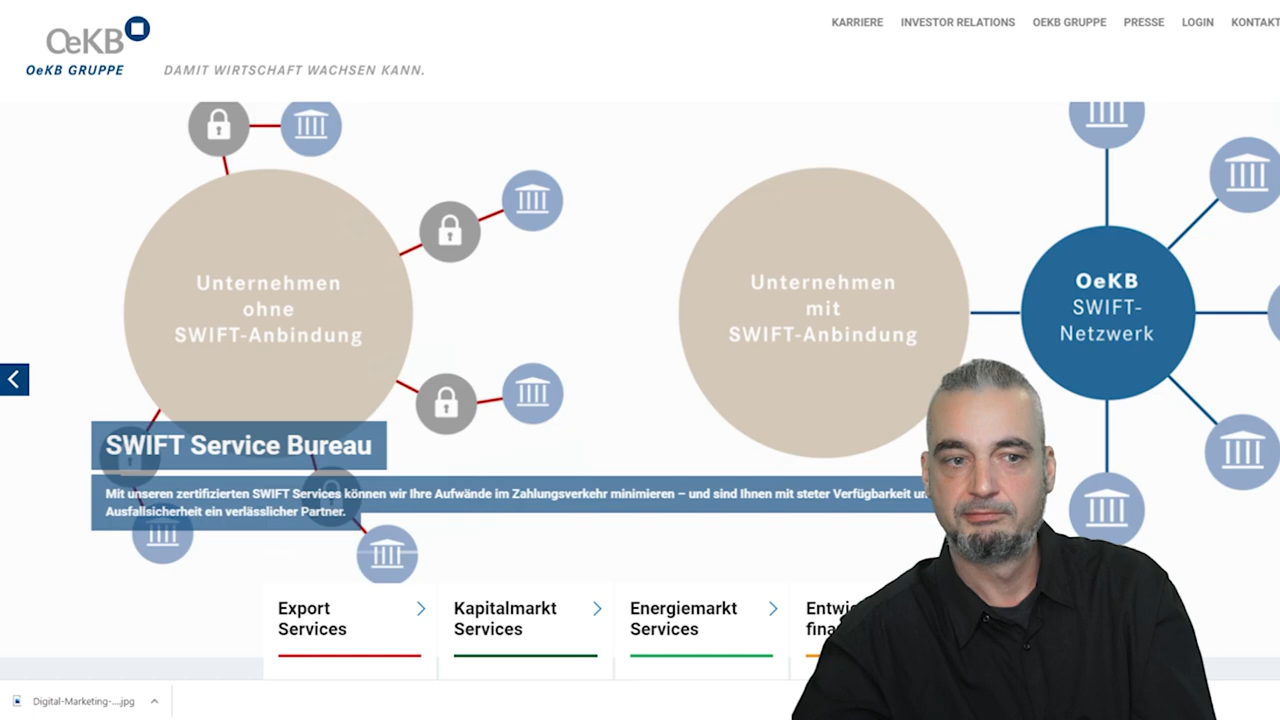 KARRIERE INVESTOR RELATIONS OEKB GRUPPE PRESSE LOGIN KONTAKT
OeKB
OeKB GRUPPE DAMIT WIRTSCHAFT WACHSEN KANN.
Unternehmen
ohne
SWIFT-Anbindung
Unternehmen
mit
SWIFT-Anbindung
OeKB
SWIFT-
Netzwerk
SWIFT Service Bureau
Mit unseren zertifizierten SWIFT Services können wir Ihre Aufwände im Zahlungsverkehr minimieren – und sind Ihnen mit steter Verfügbarkeit
Ausfallsicherheit ein verlässlicher Partner.
Export
Services
Kapitalmarkt
Services
Energiemarkt
Services
Digital-Marketing-....jpg